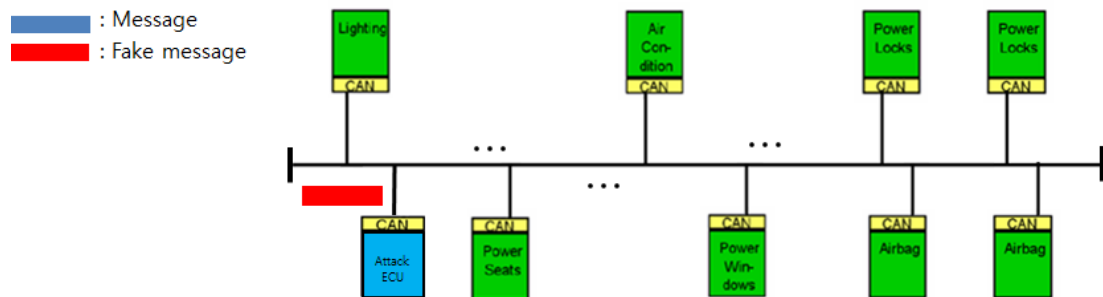 : Message
: Fake message
Lighting
CAN
Air
Con-
dition
CAN
Power
Locks
CAN
Power
Locks
CAN
...
...
...
CAN
Attack
ECU
CAN
Power
Seats
CAN
Power
Win-
dows
CAN
Airbag
CAN
Airbag